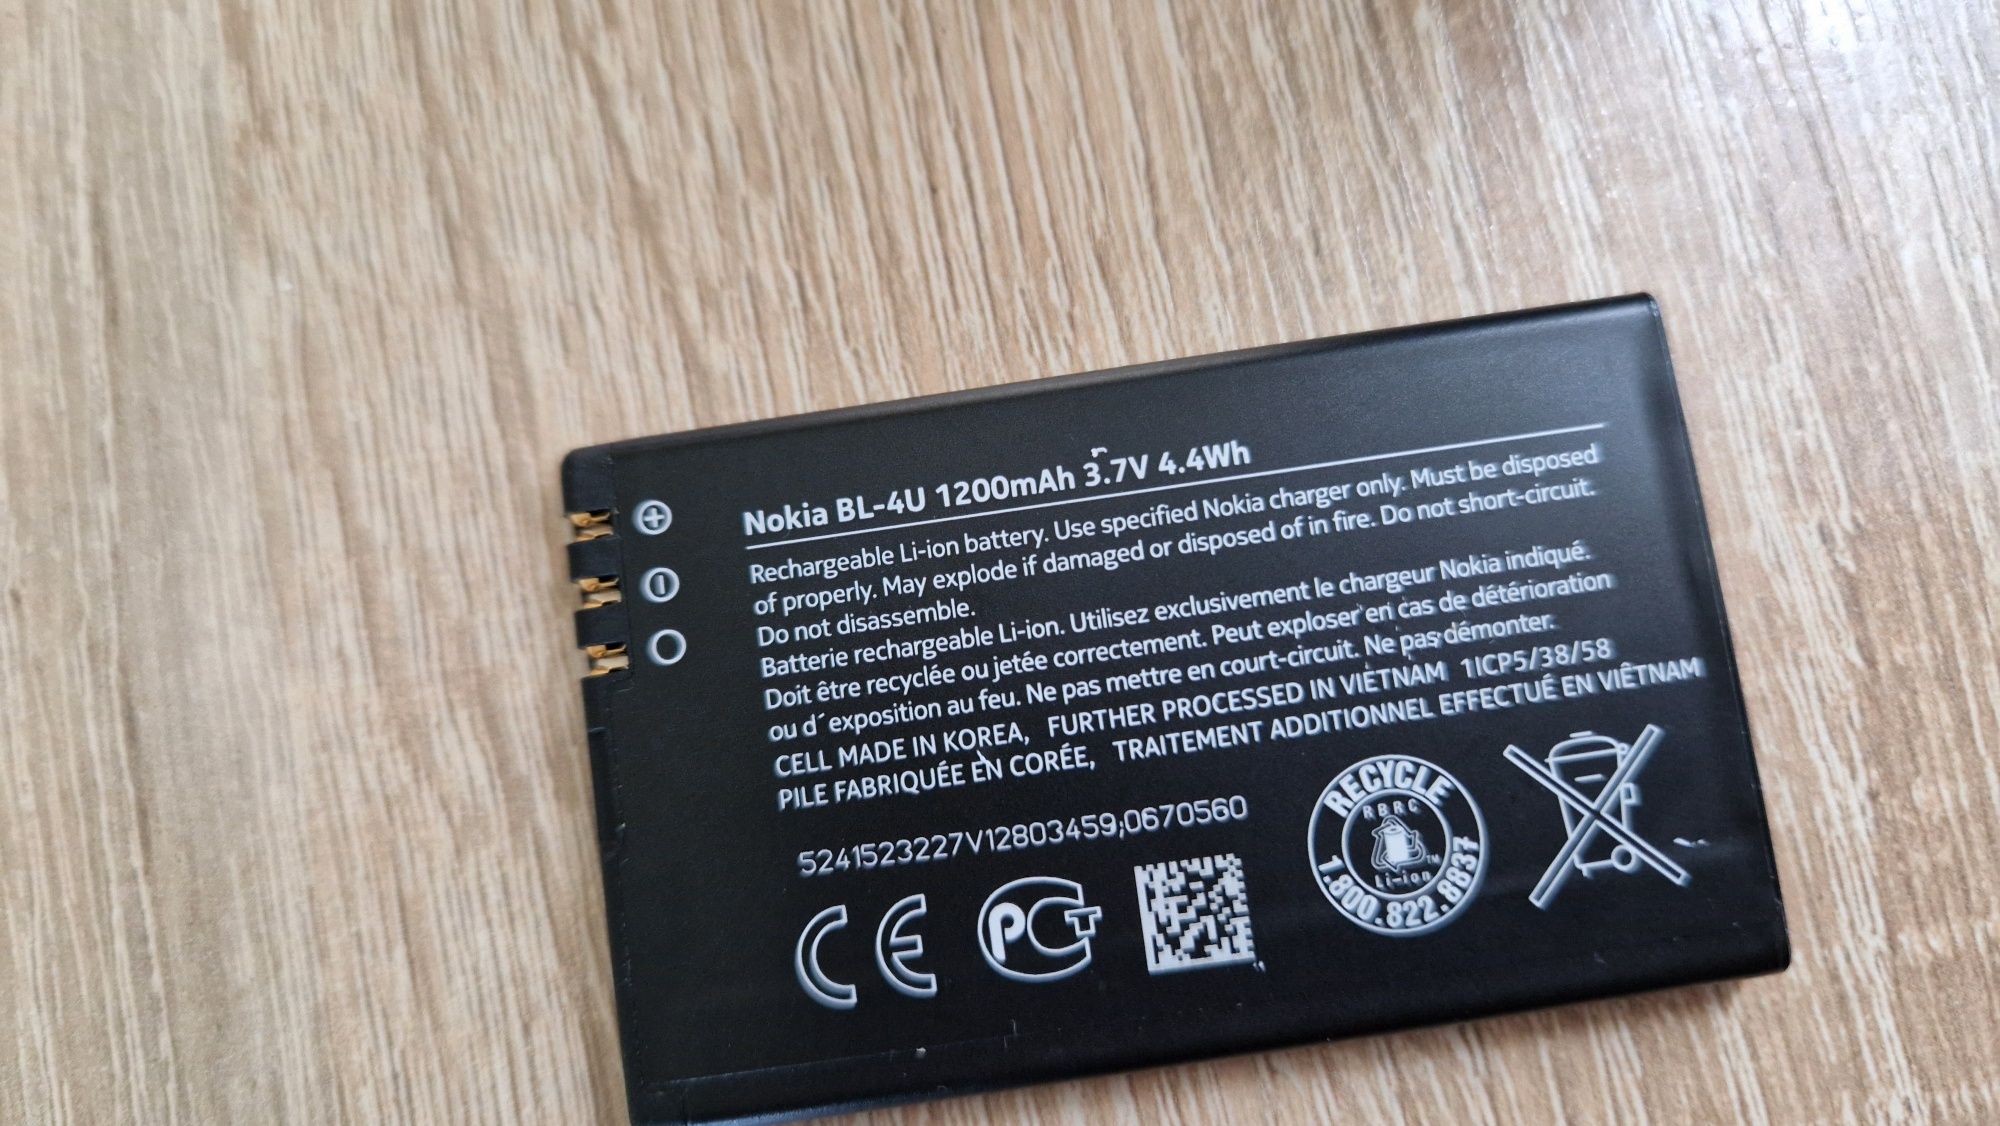 Nokia BL-4U 1200mAh 3.7V 4.4Wh
Rechargeable Li-ion battery. Use specified Nokia charger only. Must be disposed
of properly. May explode if damaged or disposed of in fire. Do not short-circuit.
Do not disassemble.
Batterie rechargeable Li-ion. Utilisez exclusivement le chargeur Nokia indiqué.
Doit être recyclée ou jetée correctement. Peut exploser en cas de détérioration
ou d´exposition au feu. Ne pas mettre en court-circuit. Ne pas démonter.
CELL MADE IN KOREA, FURTHER PROCESSED IN VIETNAM 1ICP5/38/58
PILE FABRIQUÉE EN CORÉE, TRAITEMENT ADDITIONNEL EFFECTUÉ EN VIÊTNAM
5241523227V12803459;0670560
CE
PCT
RECYCLE
RBRC
TM
Li-ion
1.800.822.8837